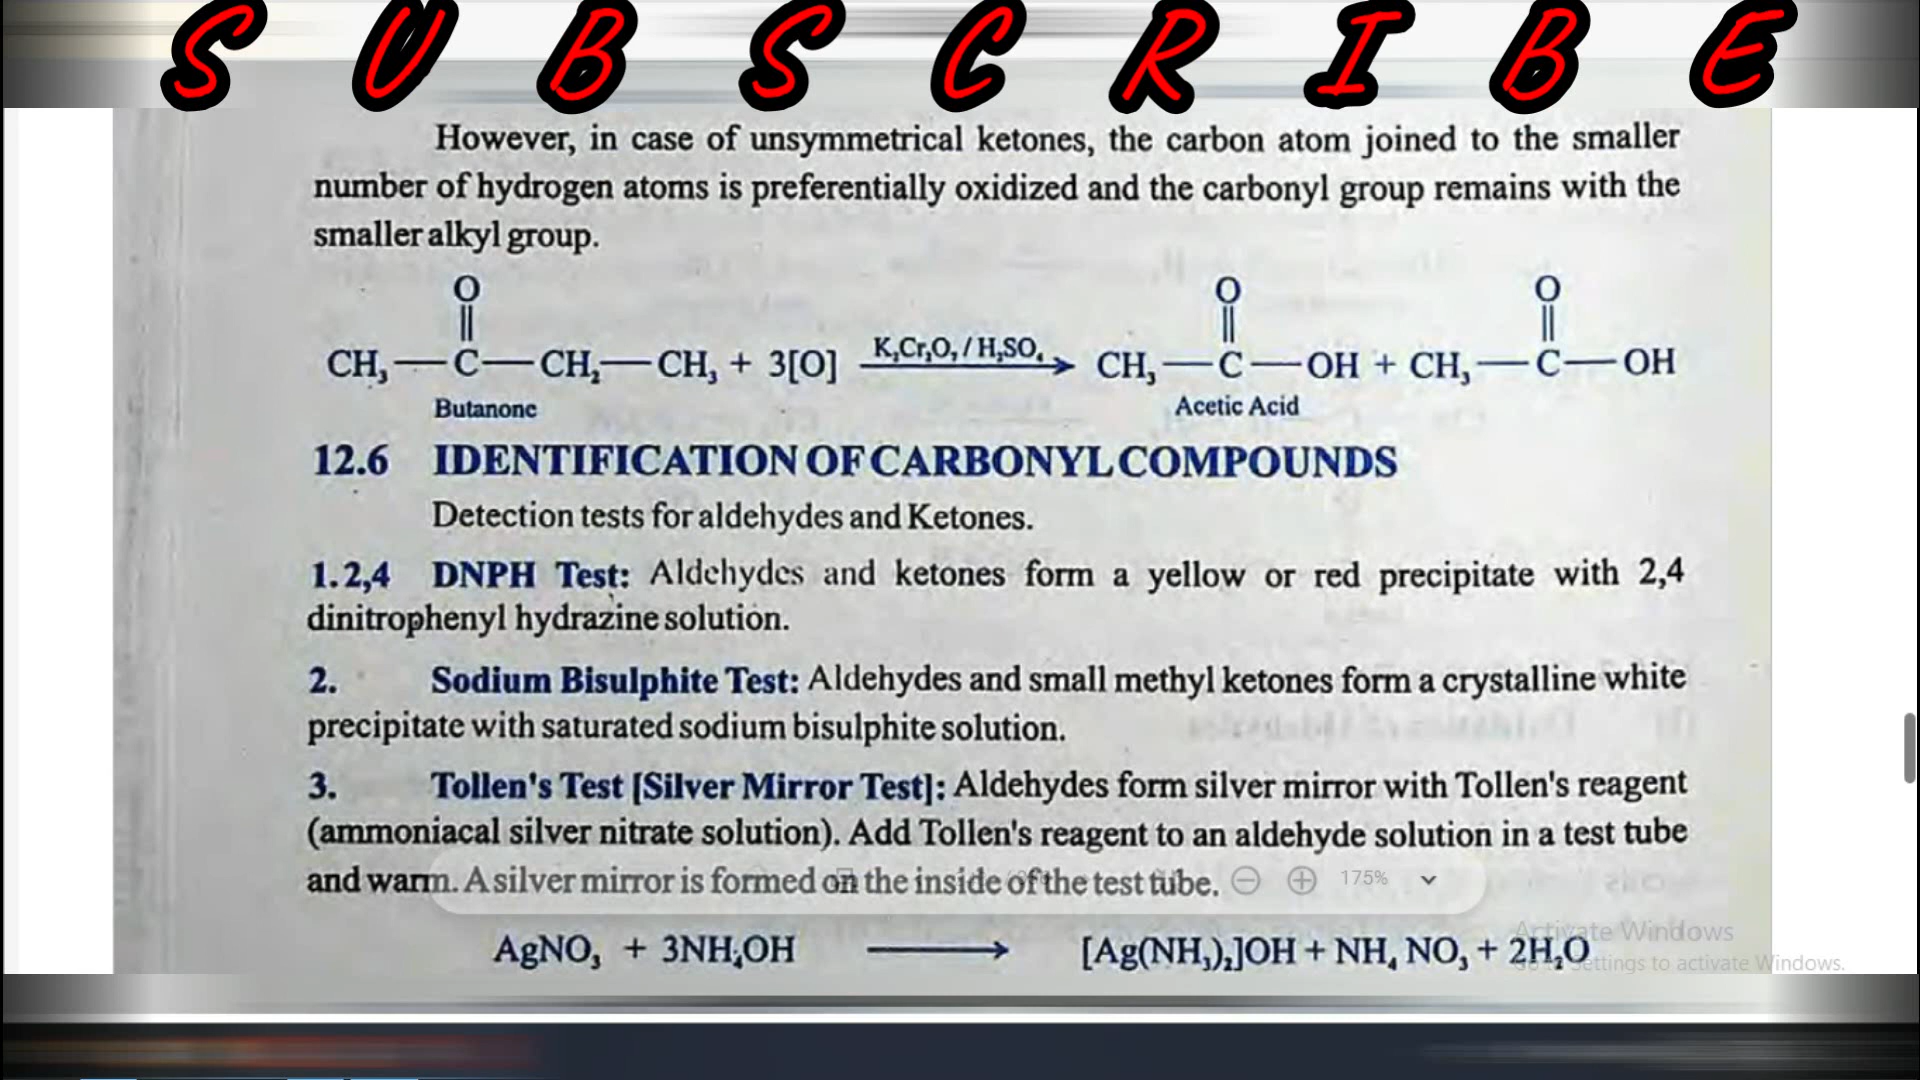 S U B S C R I B E
However, in case of unsymmetrical ketones, the carbon atom joined to the smaller
number of hydrogen atoms is preferentially oxidized and the carbonyl group remains with the
smaller alkyl group.
O O O
CH₃—C—CH₂—CH₃ + 3[O] K₂Cr₂O₇ / H₂SO₄ → CH₃—C—OH + CH₃—C—OH
Butanone Acetic Acid
12.6 IDENTIFICATION OF CARBONYL COMPOUNDS
Detection tests for aldehydes and Ketones.
1. 2,4 DNPH Test: Aldehydes and ketones form a yellow or red precipitate with 2,4
dinitrophenyl hydrazine solution.
2. Sodium Bisulphite Test: Aldehydes and small methyl ketones form a crystalline white
precipitate with saturated sodium bisulphite solution.
3. Tollen's Test [Silver Mirror Test]: Aldehydes form silver mirror with Tollen's reagent
(ammoniacal silver nitrate solution). Add Tollen's reagent to an aldehyde solution in a test tube
and warm. A silver mirror is formed on the inside of the test tube.
175%
AgNO₃ + 3NH₄OH → [Ag(NH₃)₂]OH + NH₄ NO₃ + 2H₂O
Activate Windows
Settings to activate Windows.